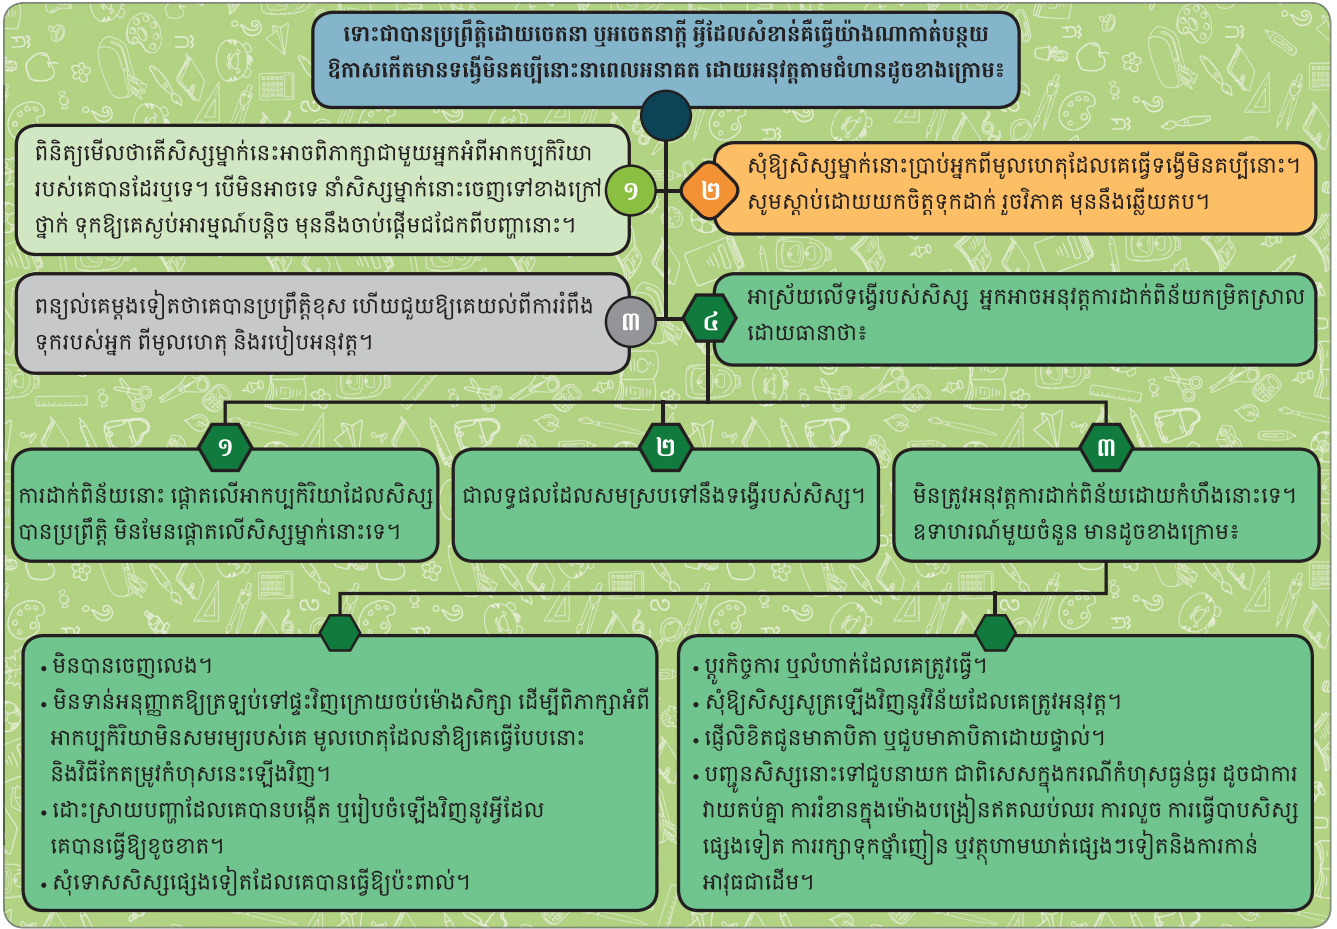 ទោះជាបានប្រព្រឹត្តិដោយចេតនា ឬអចេតនាក្តី អ្វីដែលសំខាន់គឺធ្វើយ៉ាងណាកាត់បន្ថយ
ឱកាសកើតមានទង្វើមិនគប្បីនោះនាពេលអនាគត ដោយអនុវត្តតាមជំហានដូចខាងក្រោម៖
១
ពិនិត្យមើលថាតើសិស្សម្នាក់នេះអាចពិភាក្សាជាមួយអ្នកអំពីអាកប្បកិរិយា
របស់គេបានដែរឬទេ។ បើមិនអាចទេ នាំសិស្សម្នាក់នោះចេញទៅខាងក្រៅ
ថ្នាក់ ទុកឱ្យគេស្ងប់អារម្មណ៍បន្តិច មុននឹងចាប់ផ្តើមជជែកពីបញ្ហានោះ។
២
សុំឱ្យសិស្សម្នាក់នោះប្រាប់អ្នកពីមូលហេតុដែលគេធ្វើទង្វើមិនគប្បីនោះ។
សូមស្តាប់ដោយយកចិត្តទុកដាក់ រួចវិភាគ មុននឹងឆ្លើយតប។
៣
ពន្យល់គេម្តងទៀតថាគេបានប្រព្រឹត្តិខុស ហើយជួយឱ្យគេយល់ពីការរំពឹង
ទុករបស់អ្នក ពីមូលហេតុ និងរបៀបអនុវត្ត។
៤
អាស្រ័យលើទង្វើរបស់សិស្ស អ្នកអាចអនុវត្តការដាក់ពិន័យកម្រិតស្រាល
ដោយធានាថា៖
១
ការដាក់ពិន័យនោះ ផ្តោតលើអាកប្បកិរិយាដែលសិស្ស
បានប្រព្រឹត្តិ មិនមែនផ្តោតលើសិស្សម្នាក់នោះទេ។
២
ជាលទ្ធផលដែលសមស្របទៅនឹងទង្វើរបស់សិស្ស។
៣
មិនត្រូវអនុវត្តការដាក់ពិន័យដោយកំហឹងនោះទេ។
ឧទាហរណ៍មួយចំនួន មានដូចខាងក្រោម៖
• មិនបានចេញលេង។
• មិនទាន់អនុញ្ញាតឱ្យត្រឡប់ទៅផ្ទះវិញក្រោយចប់ម៉ោងសិក្សា ដើម្បីពិភាក្សាអំពី
អាកប្បកិរិយាមិនសមរម្យរបស់គេ មូលហេតុដែលនាំឱ្យគេធ្វើបែបនោះ
និងវិធីកែតម្រូវកំហុសនេះឡើងវិញ។
• ដោះស្រាយបញ្ហាដែលគេបានបង្កើត ឬរៀបចំឡើងវិញនូវអ្វីដែល
គេបានធ្វើឱ្យខូចខាត។
• សុំទោសសិស្សផ្សេងទៀតដែលគេបានធ្វើឱ្យប៉ះពាល់។
• ប្តូរកិច្ចការ ឬលំហាត់ដែលគេត្រូវធ្វើ។
• សុំឱ្យសិស្សសូត្រឡើងវិញនូវវិន័យដែលគេត្រូវអនុវត្ត។
• ផ្ញើលិខិតជូនមាតាបិតា ឬជួបមាតាបិតាដោយផ្ទាល់។
• បញ្ជូនសិស្សនោះទៅជួបនាយក ជាពិសេសក្នុងករណីកំហុសធ្ងន់ធ្ងរ ដូចជាការ
វាយតប់គ្នា ការរំខានក្នុងម៉ោងបង្រៀនឥតឈប់ឈរ ការលួច ការធ្វើបាបសិស្ស
ផ្សេងទៀត ការរក្សាទុកថ្នាំញៀន ឬវត្ថុហាមឃាត់ផ្សេងៗទៀតនិងការកាន់
អាវុធជាដើម។